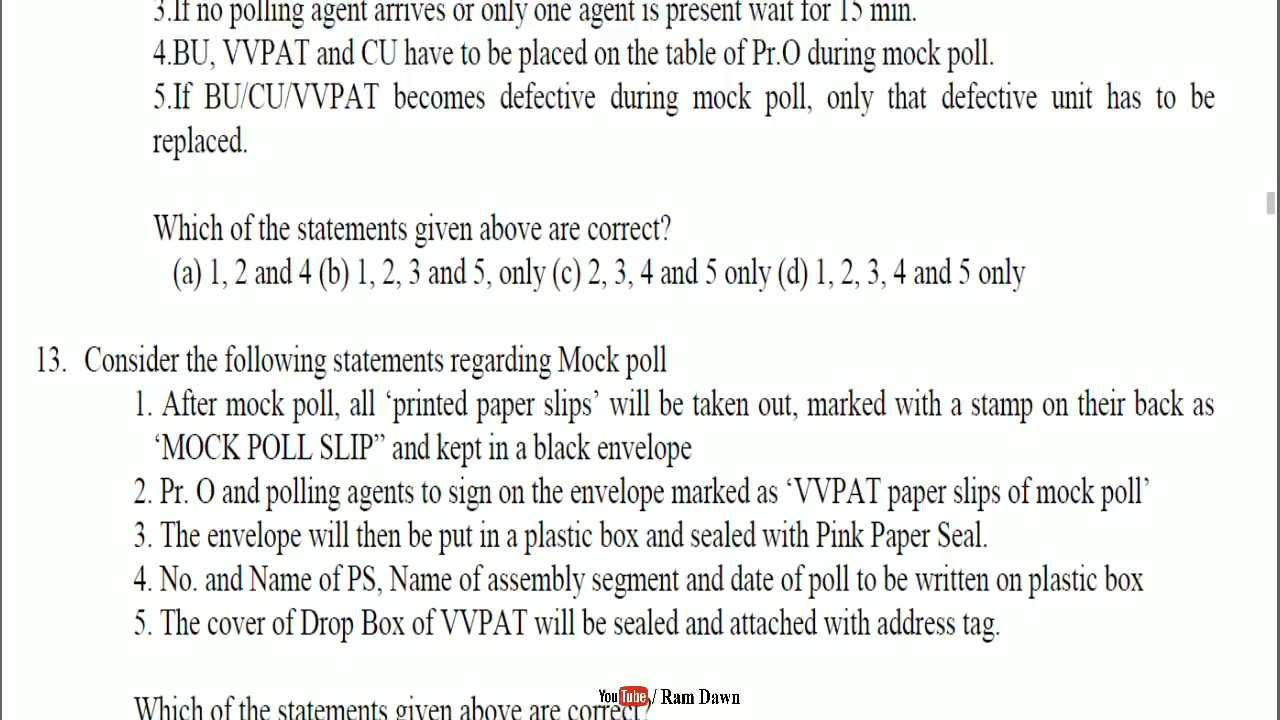 3.If no polling agent arrives or only one agent is present wait for 15 min.
4.BU, VVPAT and CU have to be placed on the table of Pr.O during mock poll.
5.If BU/CU/VVPAT becomes defective during mock poll, only that defective unit has to be
replaced.
Which of the statements given above are correct?
(a) 1, 2 and 4 (b) 1, 2, 3 and 5, only (c) 2, 3, 4 and 5 only (d) 1, 2, 3, 4 and 5 only
13. Consider the following statements regarding Mock poll
1. After mock poll, all ‘printed paper slips’ will be taken out, marked with a stamp on their back as
‘MOCK POLL SLIP” and kept in a black envelope
2. Pr. O and polling agents to sign on the envelope marked as ‘VVPAT paper slips of mock poll’
3. The envelope will then be put in a plastic box and sealed with Pink Paper Seal.
4. No. and Name of PS, Name of assembly segment and date of poll to be written on plastic box
5. The cover of Drop Box of VVPAT will be sealed and attached with address tag.
Which of the statements given above are correct?
YouTube / Ram Dawn